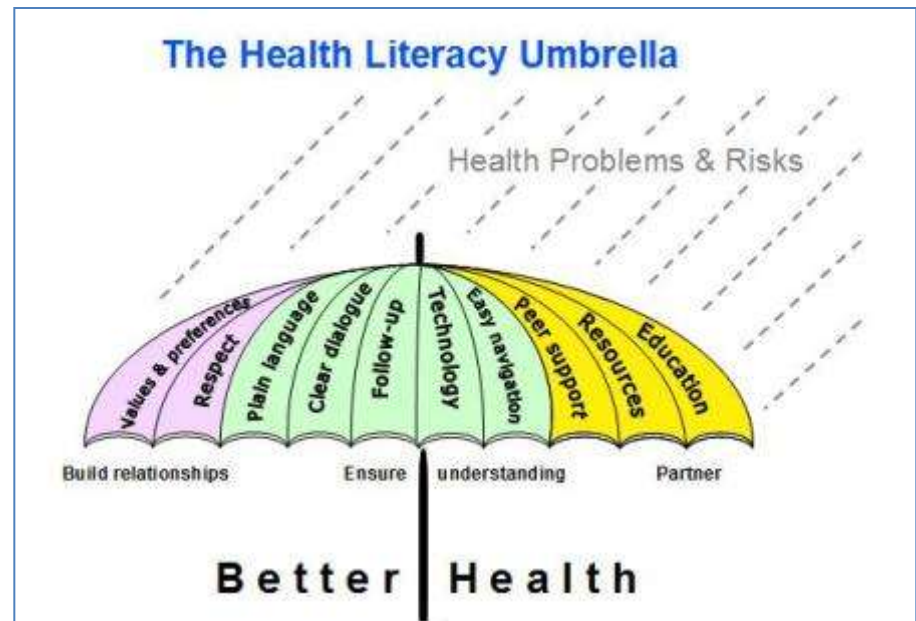 The Health Literacy Umbrella
Health Problems & Risks
Values & preferences
Respect
Plain language
Clear dialogue
Follow-up
Technology
Easy navigation
Peer support
Resources
Education
Build relationships
Ensure understanding
Partner
Better Health